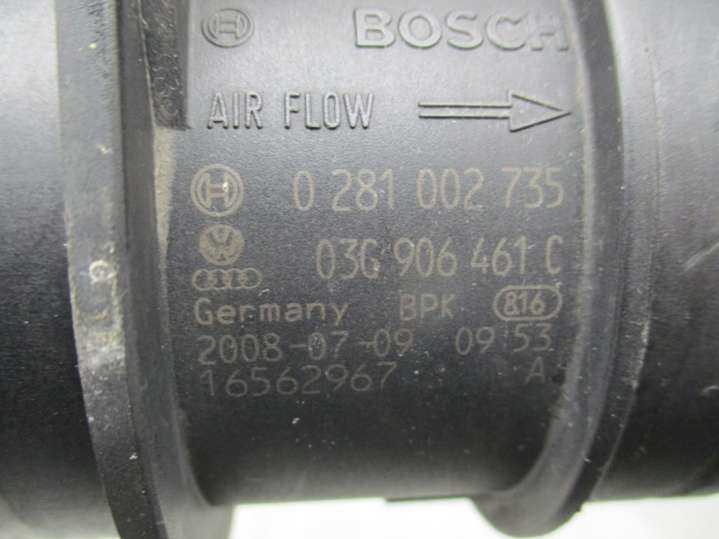 BOSCH
AIR FLOW
0 281 002 735
03G 906 461 C
Germany BPK 816
2008-07-09 09:53
16562967 A